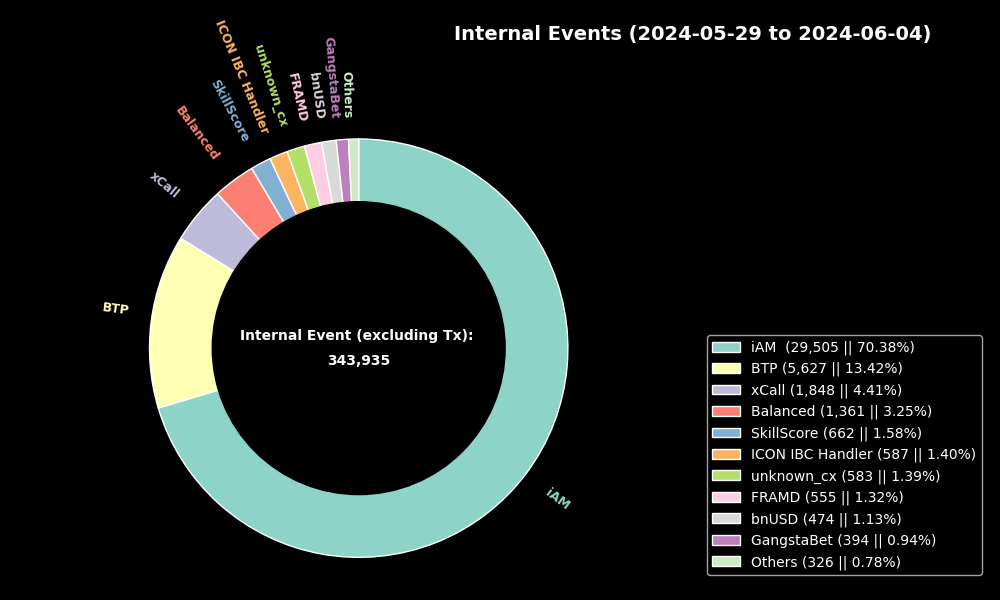 Internal Events (2024-05-29 to 2024-06-04)
Others
GangstaBet
bnUSD
FRAMD
unknown_cx
ICON IBC Handler
SkillScore
Balanced
xCall
BTP
iAM
Internal Event (excluding Tx):
343,935
iAM  (29,505 || 70.38%)
BTP (5,627 || 13.42%)
xCall (1,848 || 4.41%)
Balanced (1,361 || 3.25%)
SkillScore (662 || 1.58%)
ICON IBC Handler (587 || 1.40%)
unknown_cx (583 || 1.39%)
FRAMD (555 || 1.32%)
bnUSD (474 || 1.13%)
GangstaBet (394 || 0.94%)
Others (326 || 0.78%)